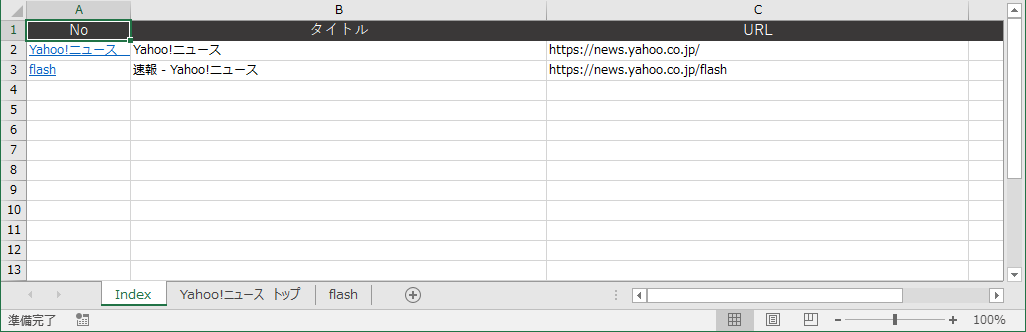 A B C
1 No タイトル URL
2 Yahoo!ニュース Yahoo!ニュース https://news.yahoo.co.jp/
3 flash 速報 - Yahoo!ニュース https://news.yahoo.co.jp/flash
4
5
6
7
8
9
10
11
12
13
Index Yahoo!ニュース トップ flash
準備完了 100%